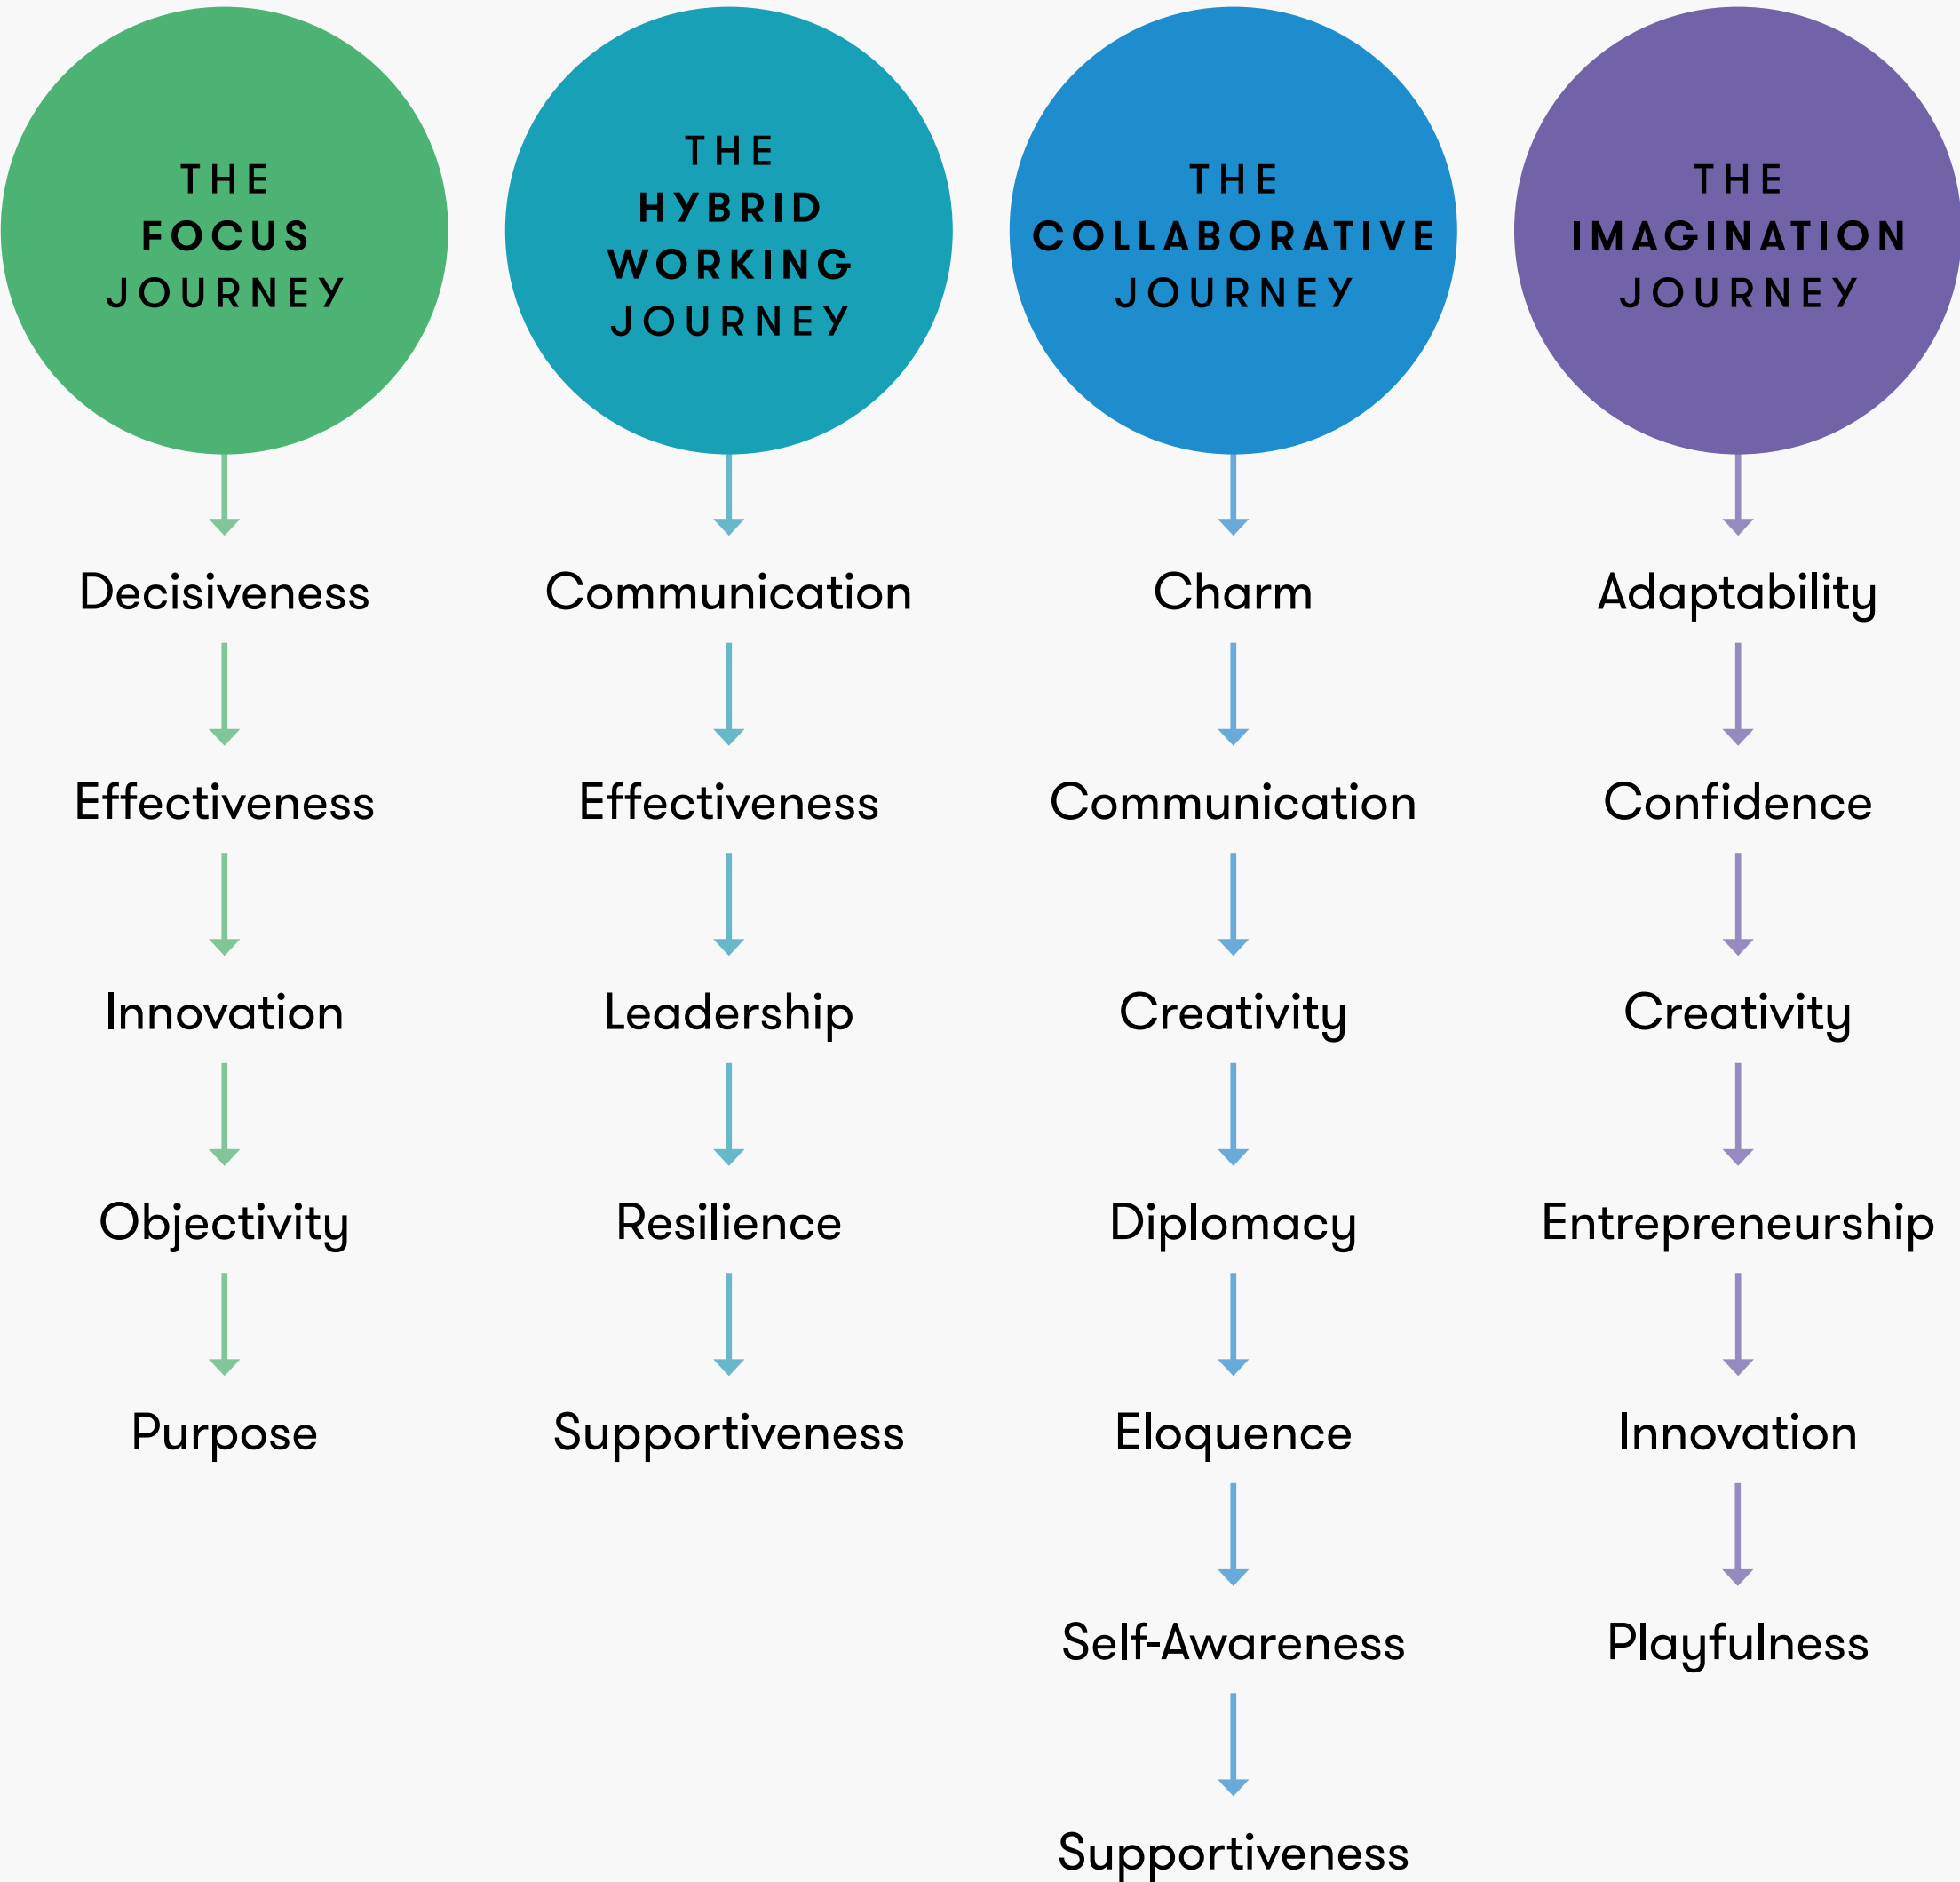 THE
FOCUS
JOURNEY
Decisiveness
Effectiveness
Innovation
Objectivity
Purpose
THE
HYBRID
WORKING
JOURNEY
Communication
Effectiveness
Leadership
Resilience
Supportiveness
THE
COLLABORATIVE
JOURNEY
Charm
Communication
Creativity
Diplomacy
Eloquence
Self-Awareness
Supportiveness
THE
IMAGINATION
JOURNEY
Adaptability
Confidence
Creativity
Entrepreneurship
Innovation
Playfulness